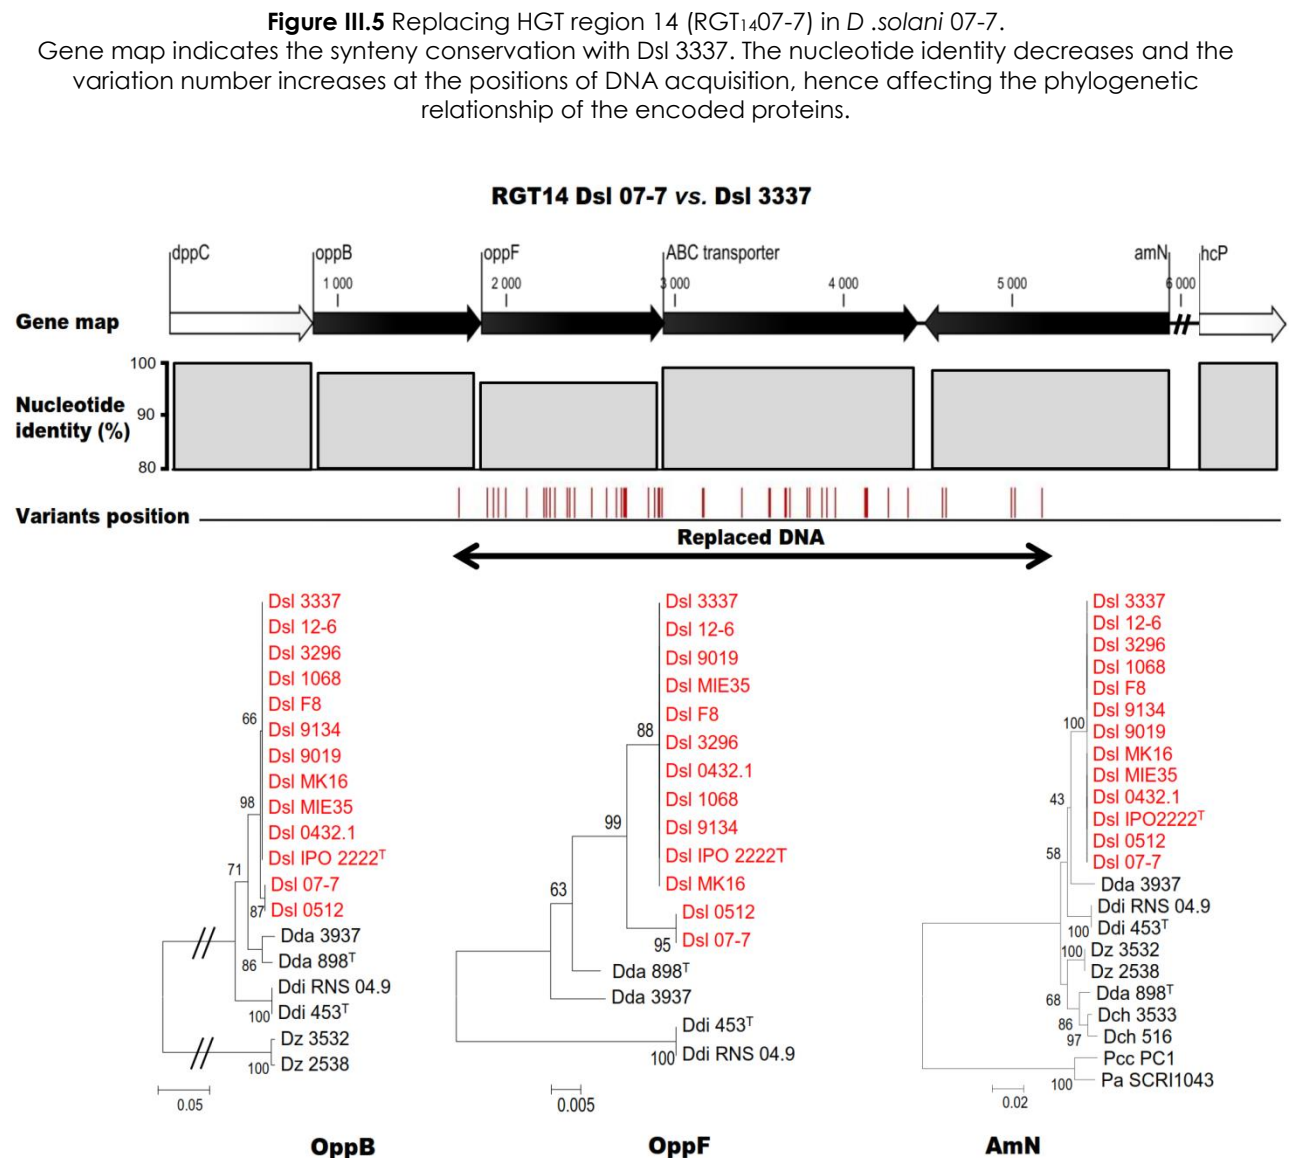 Figure III.5 Replacing HGT region 14 (RGT₁₄07-7) in D .solani 07-7.
Gene map indicates the synteny conservation with Dsl 3337. The nucleotide identity decreases and the
variation number increases at the positions of DNA acquisition, hence affecting the phylogenetic
relationship of the encoded proteins.
RGT14 Dsl 07-7 vs. Dsl 3337
dppC oppB oppF ABC transporter amN hcP
1 000 2 000 3 000 4 000 5 000 6 000
Gene map
100
Nucleotide
identity (%)
90
80
Variants position
Replaced DNA
Dsl 3337
Dsl 12-6
Dsl 3296
Dsl 1068
Dsl F8
66
Dsl 9134
Dsl 9019
Dsl MK16
98
Dsl MIE35
Dsl 0432.1
Dsl IPO 2222ᵀ
71
Dsl 07-7
87
Dsl 0512
Dda 3937
Dda 898ᵀ
86
Ddi RNS 04.9
Ddi 453ᵀ
100
Dz 3532
Dz 2538
100
0.05
OppB
Dsl 3337
Dsl 12-6
Dsl 9019
Dsl MIE35
Dsl F8
88
Dsl 3296
Dsl 0432.1
Dsl 1068
99
Dsl 9134
Dsl IPO 2222T
Dsl MK16
63
Dsl 0512
95
Dsl 07-7
Dda 898ᵀ
Dda 3937
Ddi 453ᵀ
100
Ddi RNS 04.9
0.005
OppF
Dsl 3337
Dsl 12-6
Dsl 3296
Dsl 1068
Dsl F8
Dsl 9134
100
Dsl 9019
Dsl MK16
Dsl MIE35
43
Dsl 0432.1
Dsl IPO2222ᵀ
Dsl 0512
58
Dsl 07-7
Dda 3937
Ddi RNS 04.9
100
Ddi 453ᵀ
100
Dz 3532
Dz 2538
68
Dda 898ᵀ
Dch 3533
86
97
Dch 516
Pcc PC1
100
Pa SCRI1043
0.02
AmN